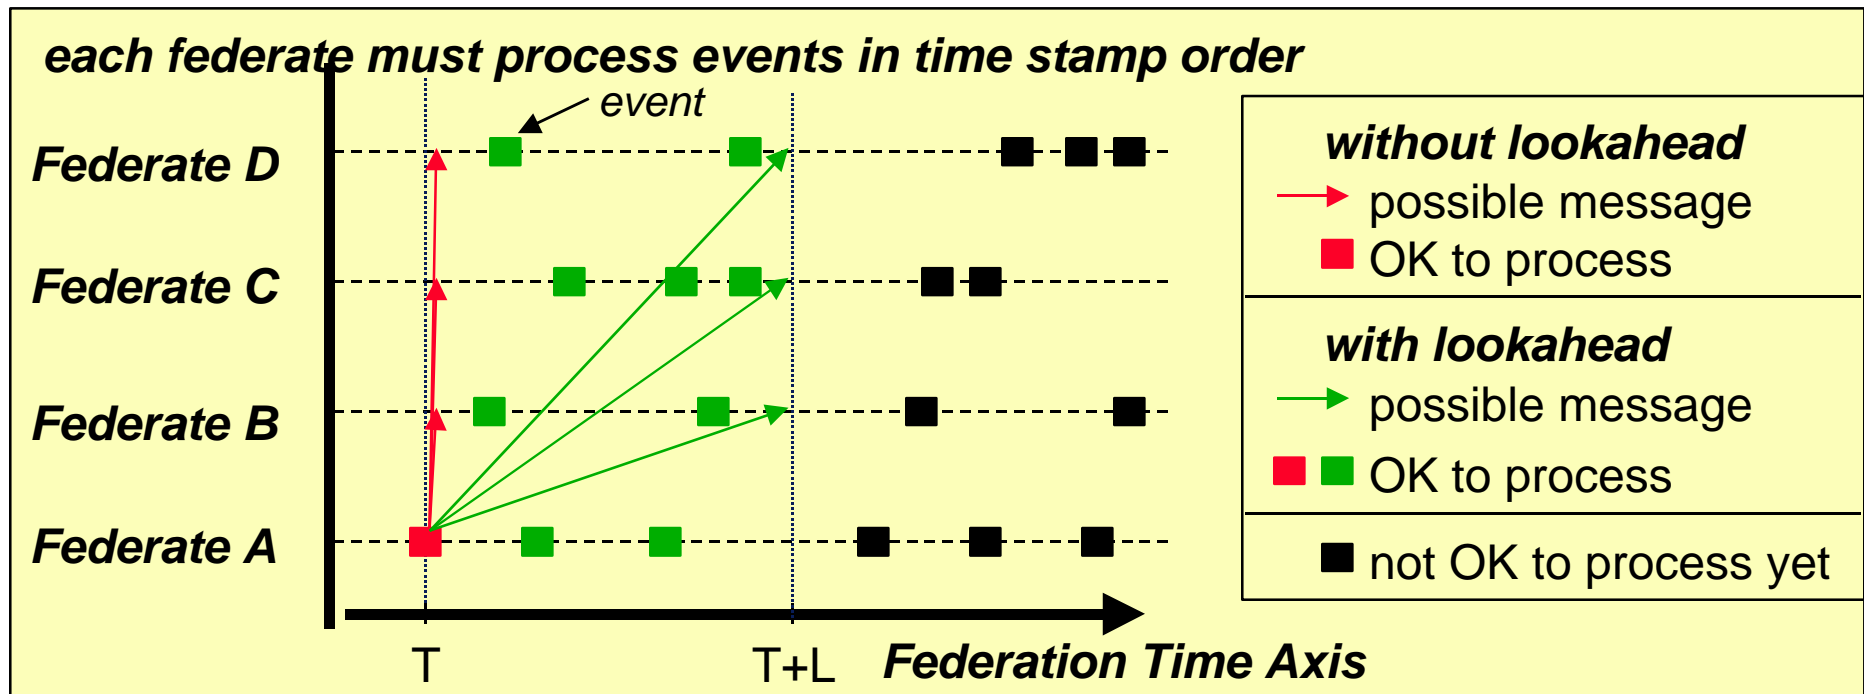 each federate must process events in time stamp order
event
Federate D
Federate C
Federate B
Federate A
T
T+L
Federation Time Axis
without lookahead
possible message
OK to process
with lookahead
possible message
OK to process
not OK to process yet